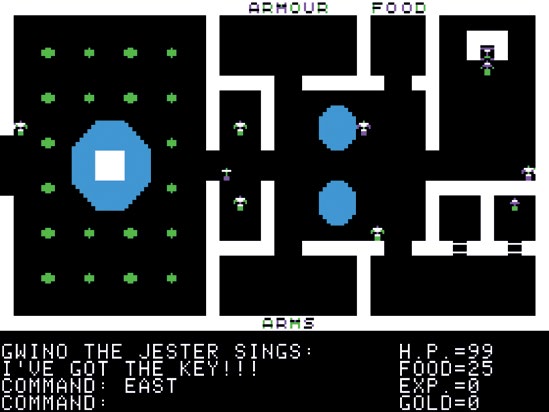 ARMOUR FOOD
ARMS
GWINO THE JESTER SINGS: H.P.=99
I'VE GOT THE KEY!!! FOOD=25
COMMAND: EAST EXP.=0
COMMAND: GOLD=0